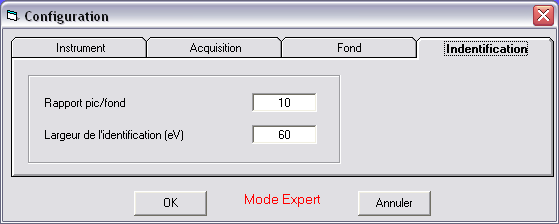 Configuration
Instrument Acquisition Fond Indentification
Rapport pic/fond 10
Largeur de l'identification (eV) 60
OK Mode Expert Annuler